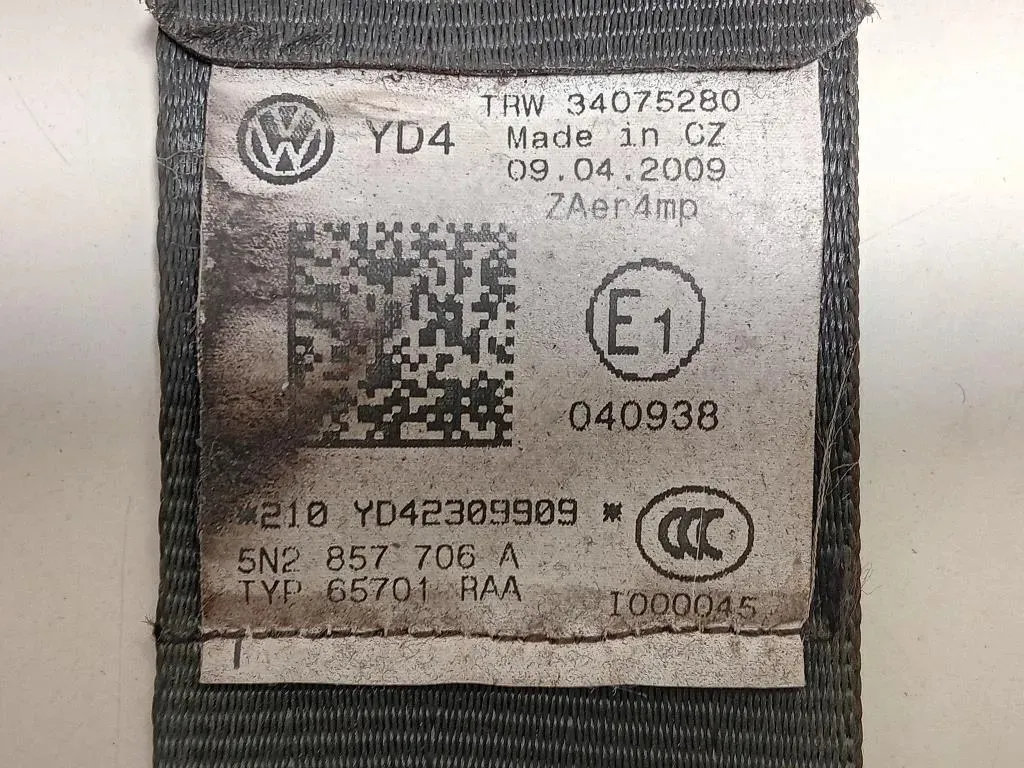 YD4
TRW 34075280
Made in CZ
09.04.2009
ZAer4mp
E1
040938
*210 YD42309909 *
CCC
5N2 857 706 A
TYP 65701 RAA
I000045